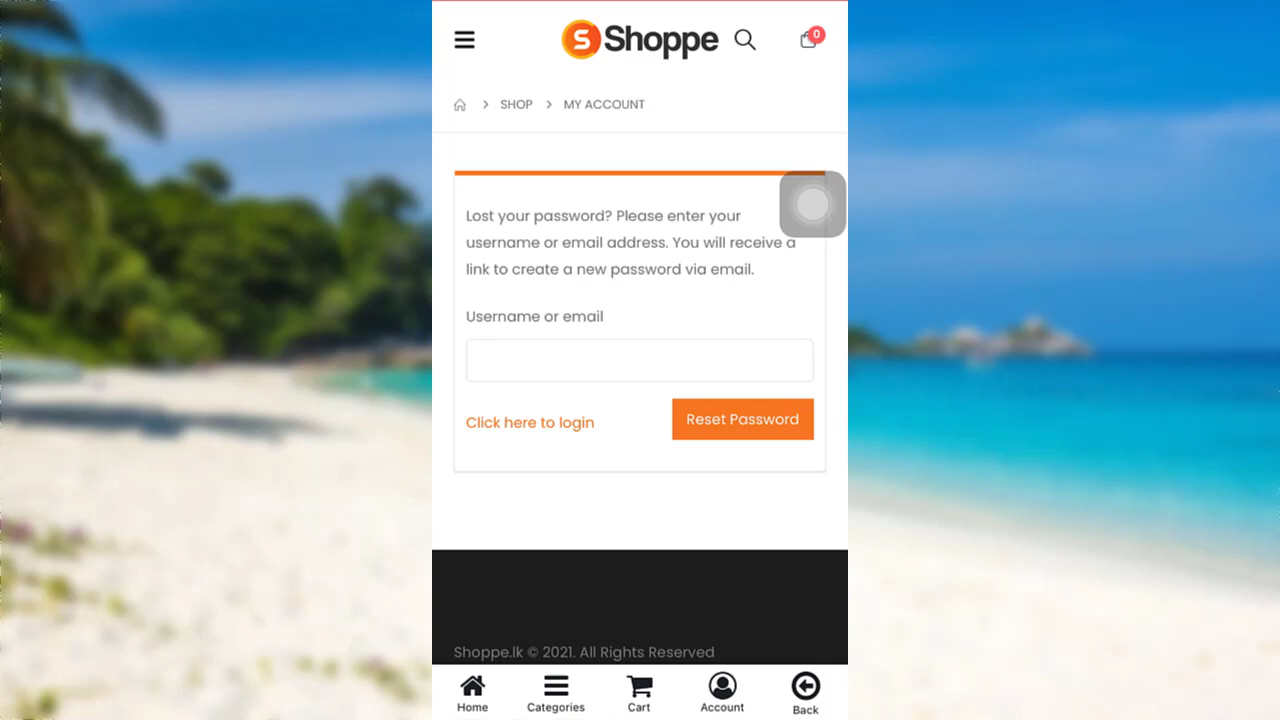 S Shoppe
0
SHOP > MY ACCOUNT
Lost your password? Please enter your
username or email address. You will receive a
link to create a new password via email.
Username or email
Click here to login
Reset Password
Shoppe.lk © 2021. All Rights Reserved
Home
Categories
Cart
Account
Back